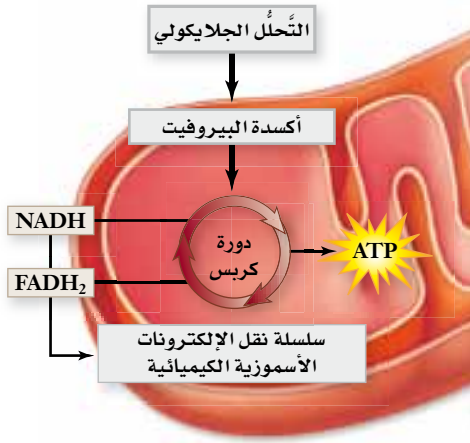 التَّحلُّل الجلايكولي
أكسدة البيروفيت
دورة
كربس
NADH
FADH₂
ATP
سلسلة نقل الإلكترونات
الأسموزية الكيميائية